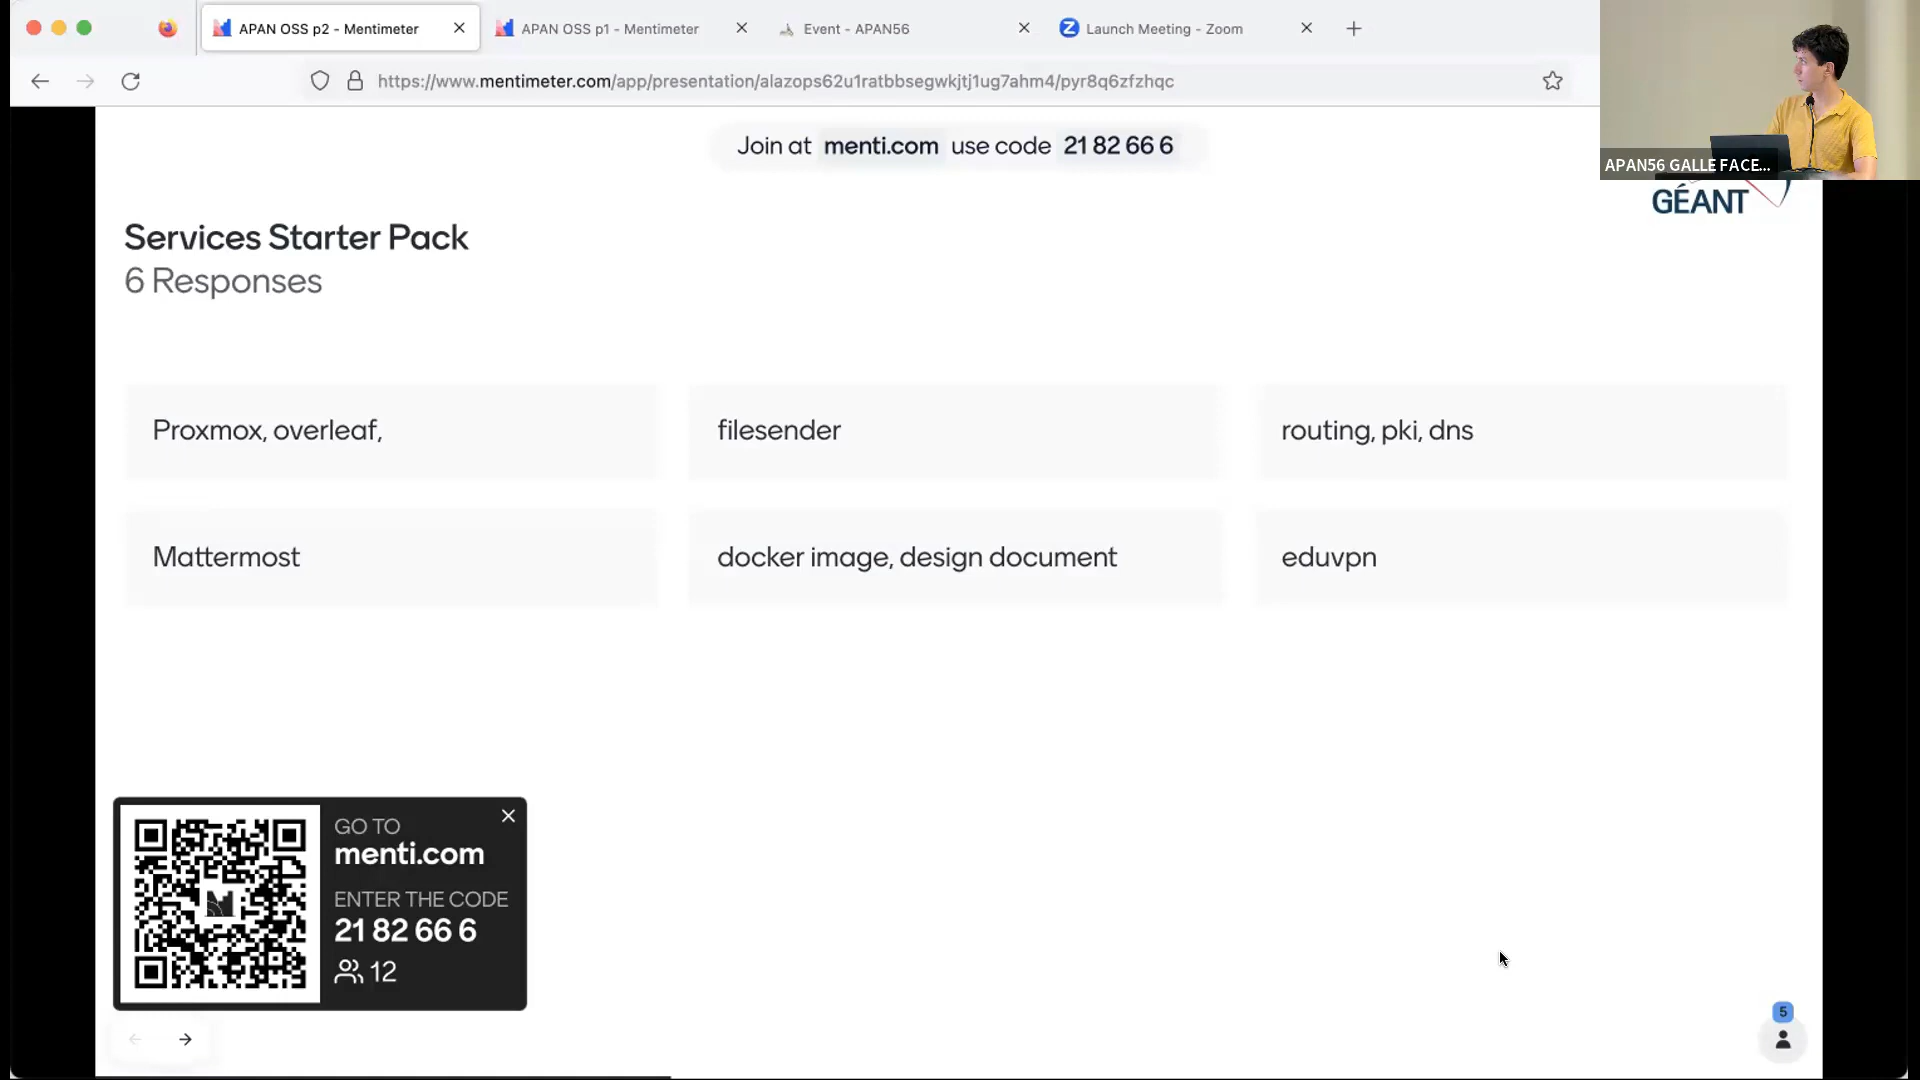 APAN OSS p2 - Mentimeter
APAN OSS p1 - Mentimeter
Event - APAN56
Launch Meeting - Zoom
https://www.mentimeter.com/app/presentation/alazops62u1ratbbsegwkjtj1ug7ahm4/pyr8q6zfzhqc
Join at menti.com use code 21 82 66 6
APAN56 GALLE FACE...
GÉANT
Services Starter Pack
6 Responses
Proxmox, overleaf,
filesender
routing, pki, dns
Mattermost
docker image, design document
eduvpn
GO TO
menti.com
ENTER THE CODE
21 82 66 6
12
5